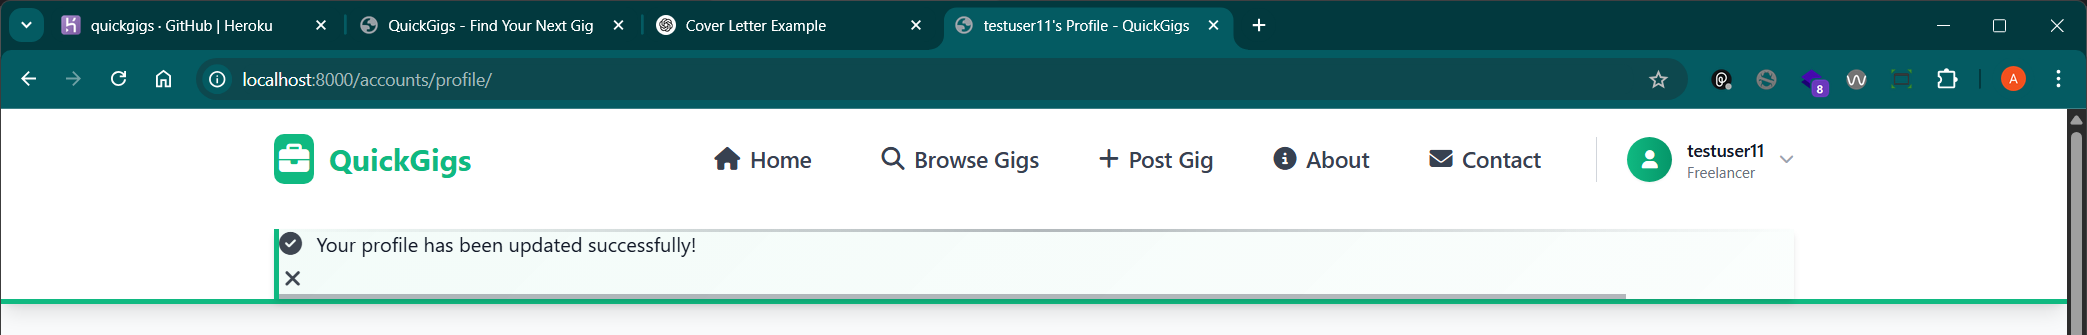 quickgigs · GitHub | Heroku
QuickGigs - Find Your Next Gig
Cover Letter Example
testuser11's Profile - QuickGigs
localhost:8000/accounts/profile/
8
A
QuickGigs
Home
Browse Gigs
Post Gig
About
Contact
testuser11
Freelancer
Your profile has been updated successfully!